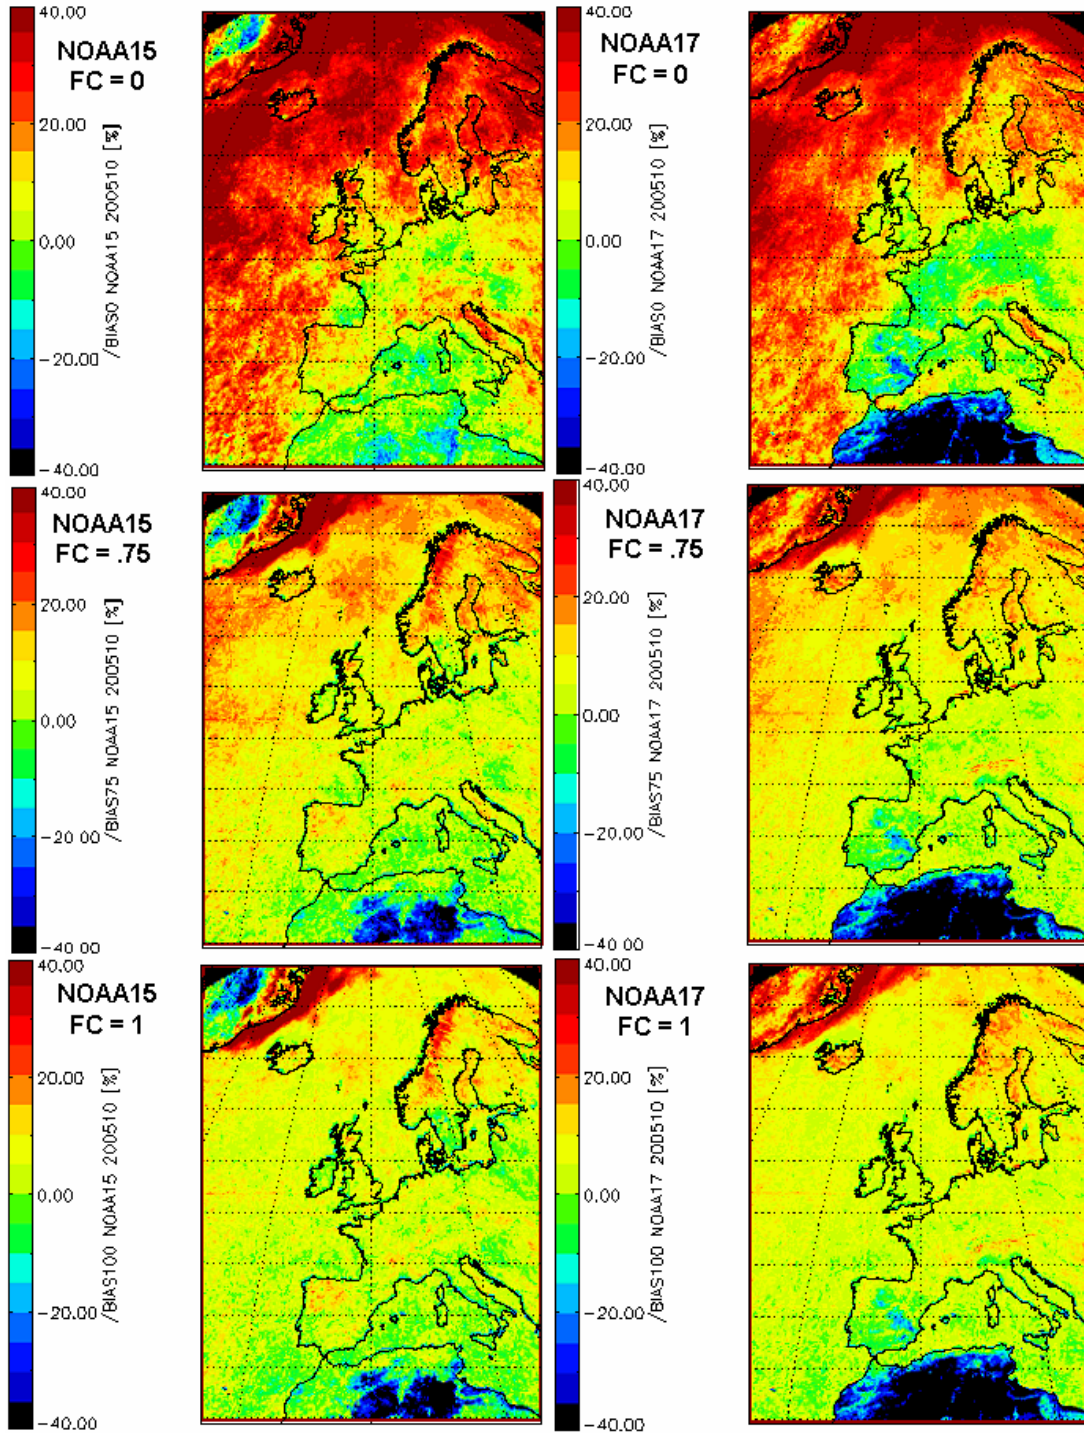 40.00
NOAA15
FC = 0
20.00
0.00
−20.00
−40.00
/BIAS0 NOAA15 200510 [%]
40.00
NOAA17
FC = 0
20.00
0.00
−20.00
−40.00
/BIAS0 NOAA17 200510 [%]
40.00
NOAA15
FC = .75
20.00
0.00
−20 00
−40.00
/BIAS75 NOAA15 200510 [%]
40.00
NOAA17
FC = .75
20.00
0.00
−20.00
−40 00
/BIAS75 NOAA17 200510 [%]
40.00
NOAA15
FC = 1
20.00
0.00
−20.00
−40.00
/BIAS100 NOAA15 200510 [%]
40.00
NOAA17
FC = 1
20.00
0.00
−20.00
−40.00
/BIAS100 NOAA17 200510 [%]